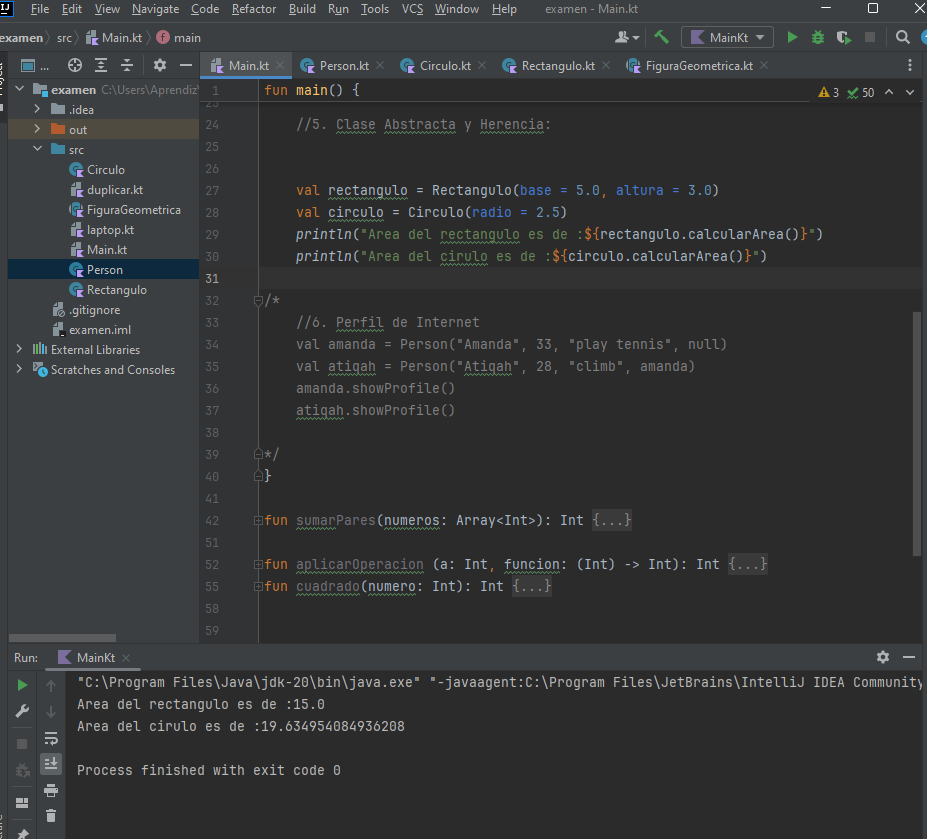 File Edit View Navigate Code Refactor Build Run Tools VCS Window Help examen - Main.kt
examen src Main.kt main MainKt
... Main.kt Person.kt Circulo.kt Rectangulo.kt FiguraGeometrica.kt
examen C:\Users\Aprendiz
.idea
out
src
Circulo
duplicar.kt
FiguraGeometrica
laptop.kt
Main.kt
Person
Rectangulo
.gitignore
examen.iml
External Libraries
Scratches and Consoles
1 fun main() { 3 50
23
24 //5. Clase Abstracta y Herencia:
25
26
27 val rectangulo = Rectangulo(base = 5.0, altura = 3.0)
28 val circulo = Circulo(radio = 2.5)
29 println("Area del rectangulo es de :${rectangulo.calcularArea()}")
30 println("Area del cirulo es de :${circulo.calcularArea()}")
31
32 /*
33 //6. Perfil de Internet
34 val amanda = Person("Amanda", 33, "play tennis", null)
35 val atiqah = Person("Atiqah", 28, "climb", amanda)
36 amanda.showProfile()
37 atiqah.showProfile()
38
39 */
40 }
41
42 fun sumarPares(numeros: Array<Int>): Int {...}
51
52 fun aplicarOperacion (a: Int, funcion: (Int) -> Int): Int {...}
55 fun cuadrado(numero: Int): Int {...}
58
59
Run: MainKt
"C:\Program Files\Java\jdk-20\bin\java.exe" "-javaagent:C:\Program Files\JetBrains\IntelliJ IDEA Community
Area del rectangulo es de :15.0
Area del cirulo es de :19.634954084936208
Process finished with exit code 0